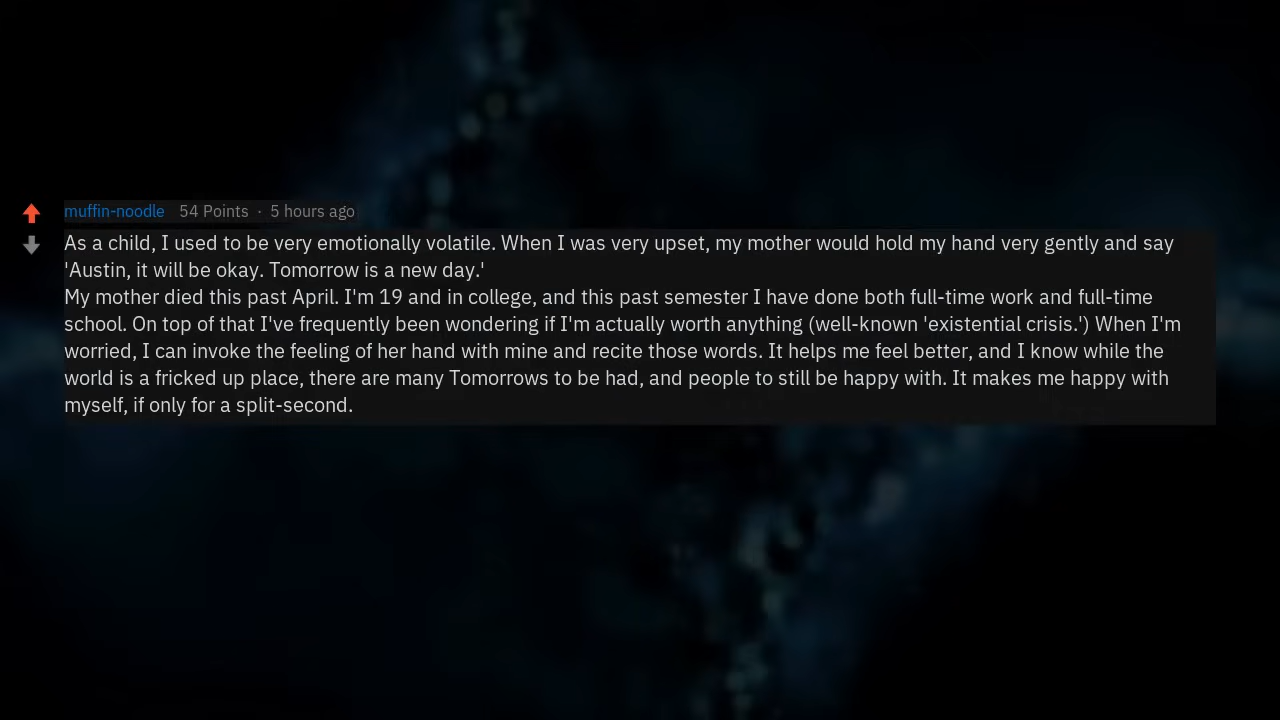 muffin-noodle 54 Points · 5 hours ago
As a child, I used to be very emotionally volatile. When I was very upset, my mother would hold my hand very gently and say
'Austin, it will be okay. Tomorrow is a new day.'
My mother died this past April. I'm 19 and in college, and this past semester I have done both full-time work and full-time
school. On top of that I've frequently been wondering if I'm actually worth anything (well-known 'existential crisis.') When I'm
worried, I can invoke the feeling of her hand with mine and recite those words. It helps me feel better, and I know while the
world is a fricked up place, there are many Tomorrows to be had, and people to still be happy with. It makes me happy with
myself, if only for a split-second.